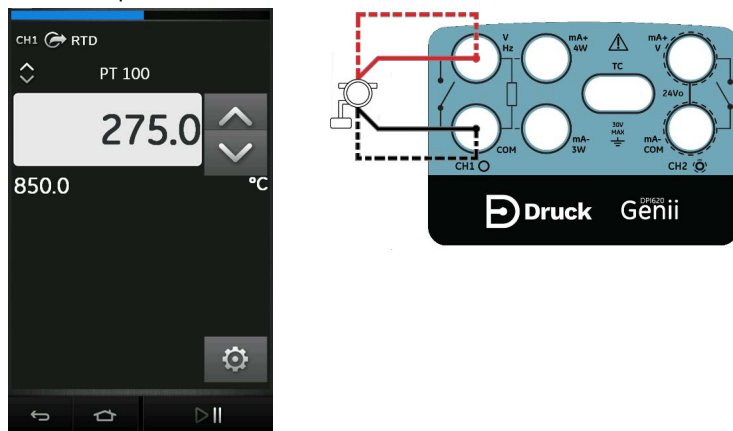 CH1 RTD
PT 100
275.0
850.0 °C
V
Hz
mA+
4W
TC
mA+
V
24Vo
30V
MAX
COM
mA-
3W
mA-
COM
CH1
CH2
Druck
DPI620
Genii